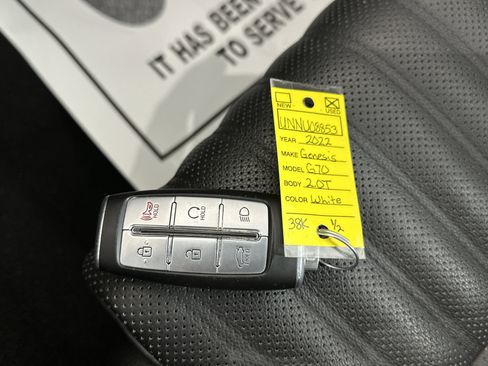 IT HAS BEEN
TO SERVE
NEW USED
UNNU08853
YEAR 2022
MAKE Genesis
MODEL G70
BODY 2.0T
COLOR White
38K 1/2
HOLD HOLD